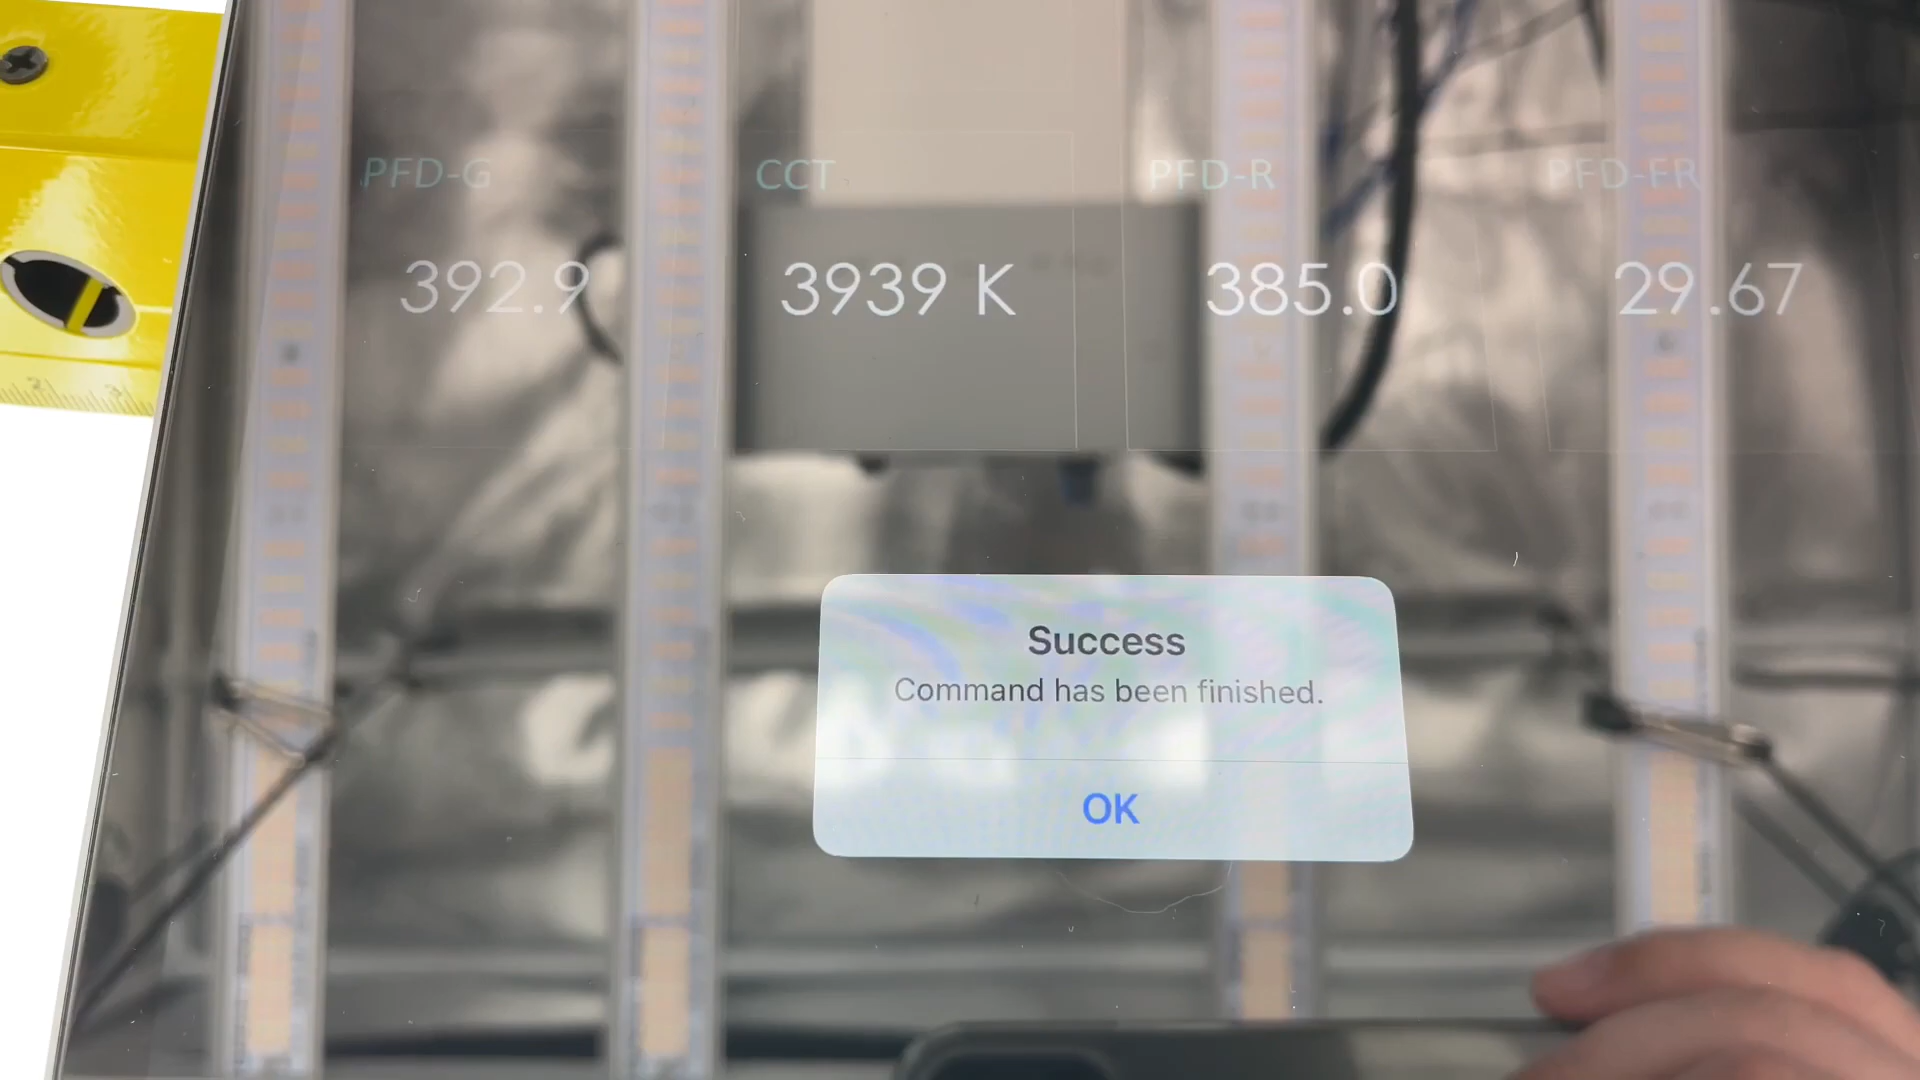 PFD-G CCT PFD-R PFD-FR
392.9 3939 K 385.0 29.67
Success
Command has been finished.
OK